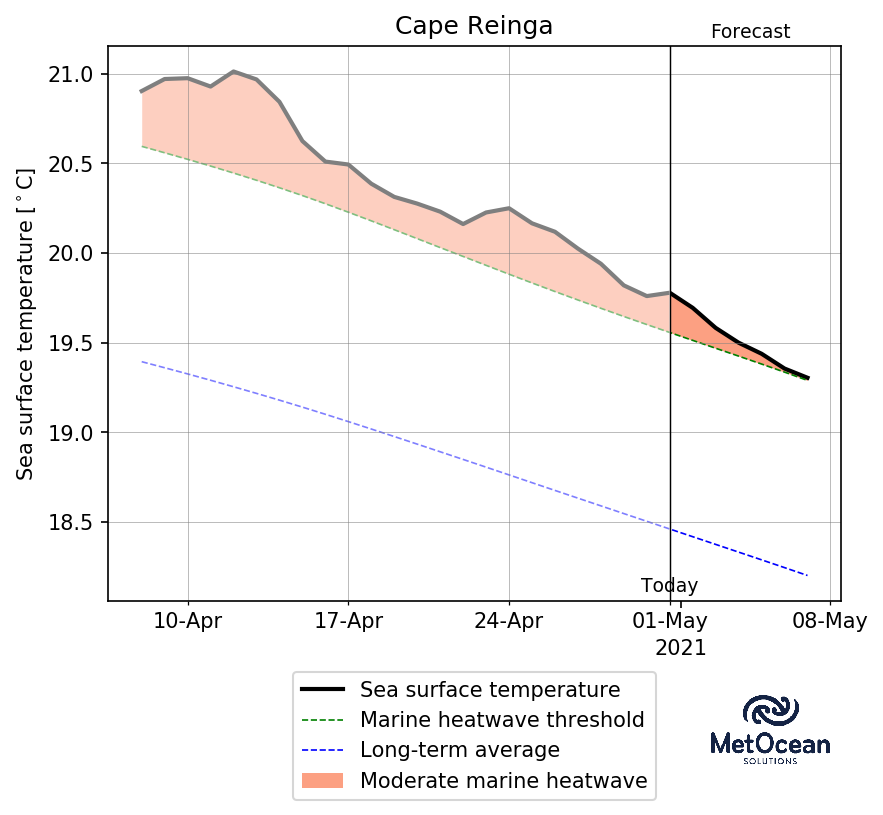 Cape Reinga
Forecast
Sea surface temperature [°C]
21.0
20.5
20.0
19.5
19.0
18.5
Today
10-Apr 17-Apr 24-Apr 01-May 08-May
2021
Sea surface temperature
Marine heatwave threshold
Long-term average
Moderate marine heatwave
MetOcean
SOLUTIONS